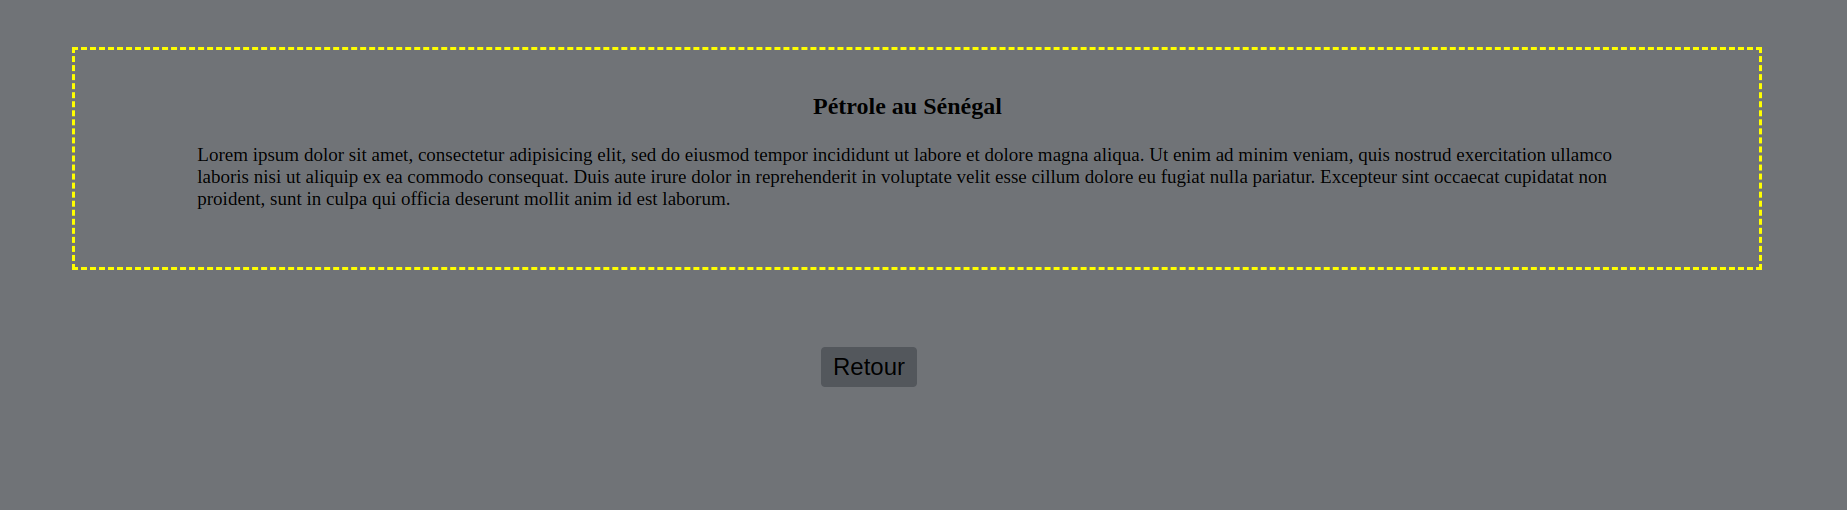 Pétrole au Sénégal
Lorem ipsum dolor sit amet, consectetur adipisicing elit, sed do eiusmod tempor incididunt ut labore et dolore magna aliqua. Ut enim ad minim veniam, quis nostrud exercitation ullamco
laboris nisi ut aliquip ex ea commodo consequat. Duis aute irure dolor in reprehenderit in voluptate velit esse cillum dolore eu fugiat nulla pariatur. Excepteur sint occaecat cupidatat non
proident, sunt in culpa qui officia deserunt mollit anim id est laborum.
Retour